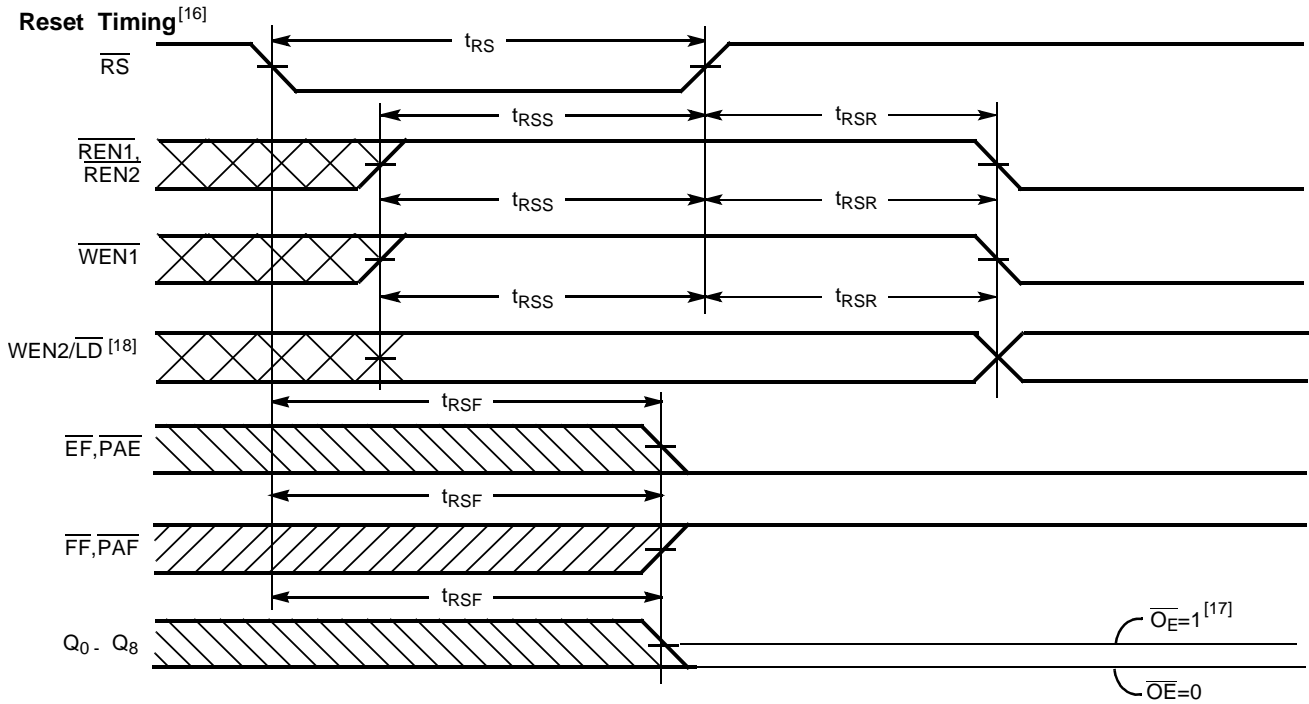 Reset Timing[16]
tRS
RS
tRSS
tRSR
REN1,
REN2
tRSS
tRSR
WEN1
tRSS
tRSR
WEN2/LD [18]
tRSF
EF,PAE
tRSF
FF,PAF
tRSF
OE=1[17]
Q0 - Q8
OE=0